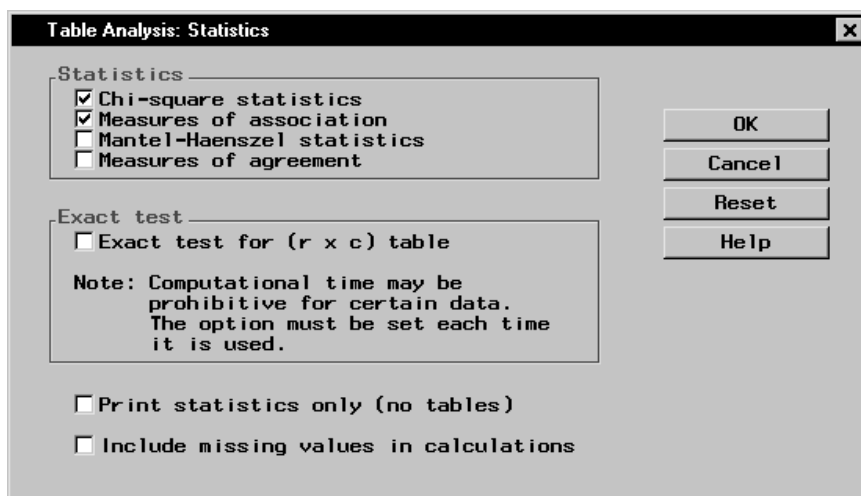 Table Analysis: Statistics
Statistics
Chi-square statistics
Measures of association
Mantel-Haenszel statistics
Measures of agreement
Exact test
Exact test for (r x c) table
Note: Computational time may be
prohibitive for certain data.
The option must be set each time
it is used.
Print statistics only (no tables)
Include missing values in calculations
OK
Cancel
Reset
Help